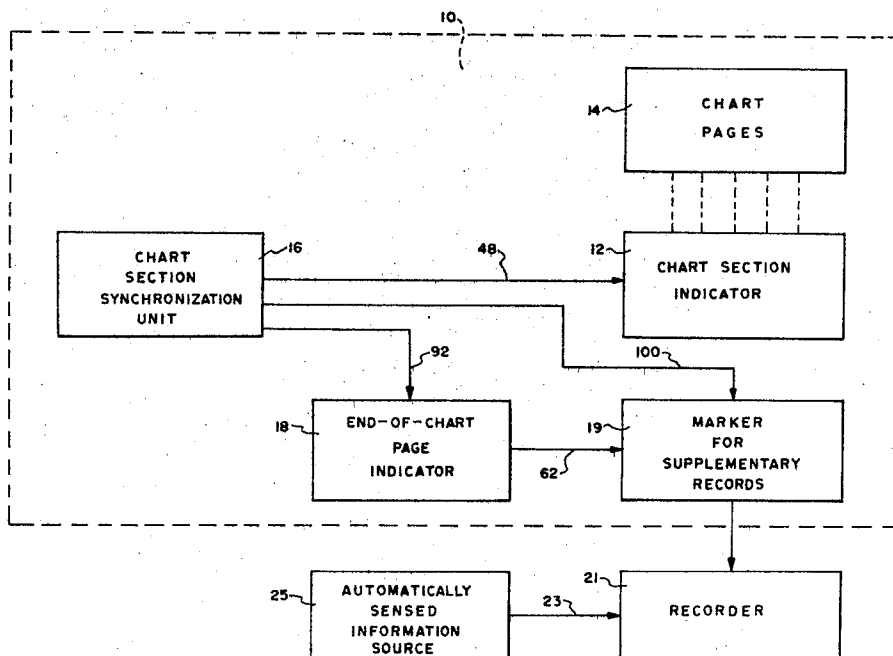 10
14
CHART
PAGES
CHART
SECTION
SYNCHRONIZATION
UNIT
16
48
12
CHART SECTION
INDICATOR
92
100
18
END-OF-CHART
PAGE
INDICATOR
62
19
MARKER
FOR
SUPPLEMENTARY
RECORDS
25
AUTOMATICALLY
SENSED
INFORMATION
SOURCE
23
21
RECORDER